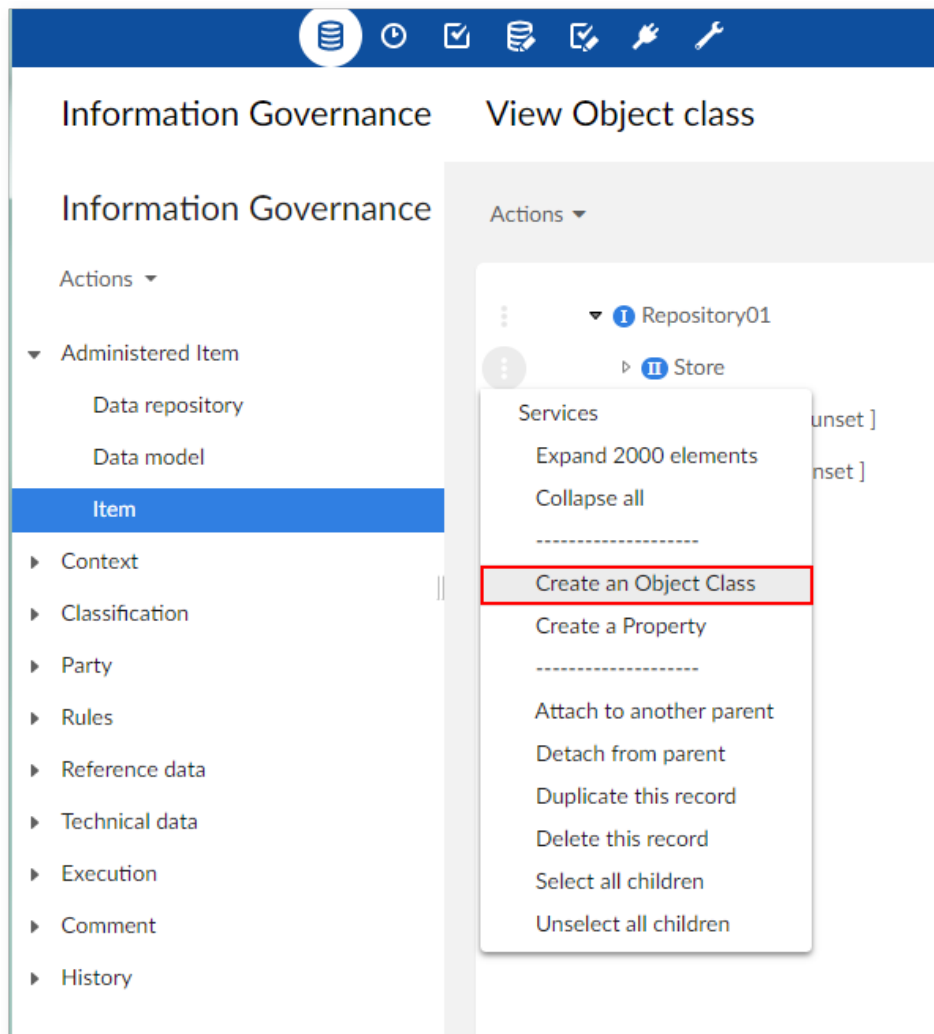 Information Governance
View Object class
Information Governance
Actions
Administered Item
Data repository
Data model
Item
Context
Classification
Party
Rules
Reference data
Technical data
Execution
Comment
History
Actions
I Repository01
II Store
unset ]
nset ]
Services
Expand 2000 elements
Collapse all
--------------------
Create an Object Class
Create a Property
--------------------
Attach to another parent
Detach from parent
Duplicate this record
Delete this record
Select all children
Unselect all children